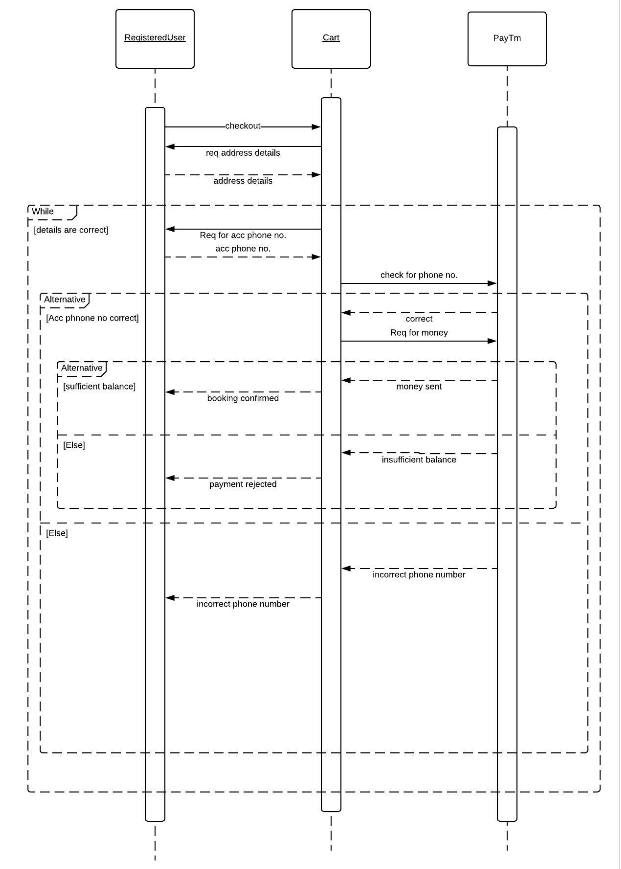 RegisteredUser
Cart
PayTm
checkout
req address details
address details
While
[details are correct]
Req for acc phone no.
acc phone no.
check for phone no.
Alternative
[Acc phnone no correct]
correct
Req for money
Alternative
[sufficient balance]
money sent
booking confirmed
[Else]
insufficient balance
payment rejected
[Else]
incorrect phone number
incorrect phone number